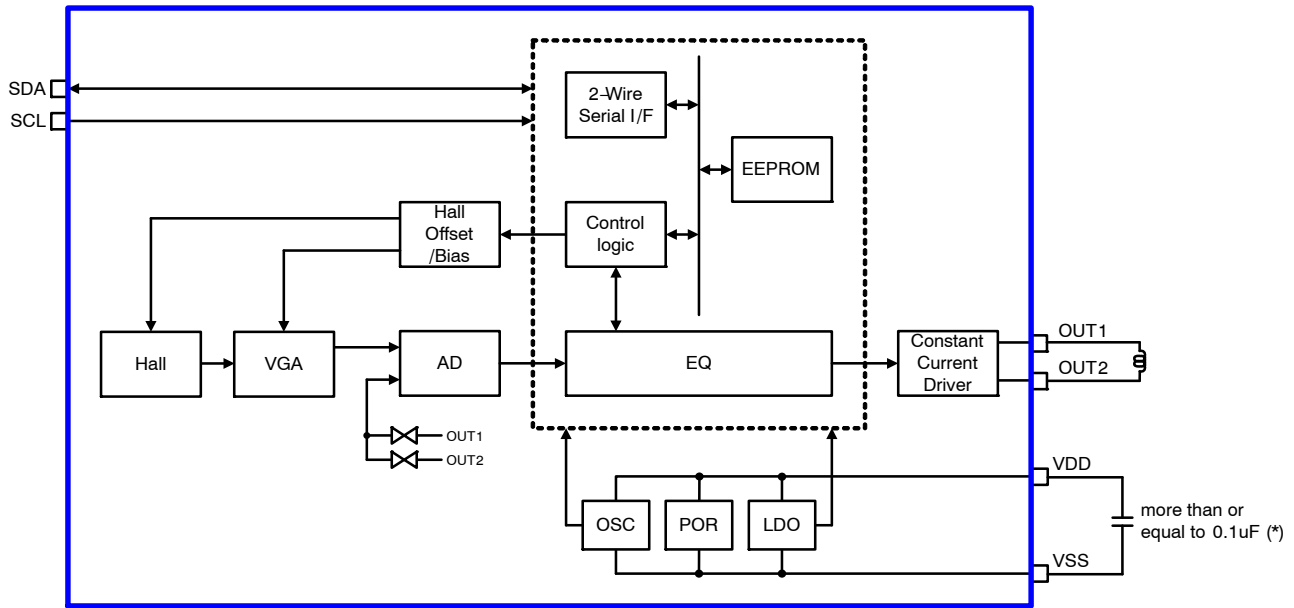 SDA
SCL
2-Wire
Serial I/F
EEPROM
Hall
Offset
/Bias
Control
logic
Hall
VGA
AD
EQ
Constant
Current
Driver
OUT1
OUT2
OUT1
OUT2
OSC
POR
LDO
VDD
VSS
more than or
equal to 0.1uF (*)